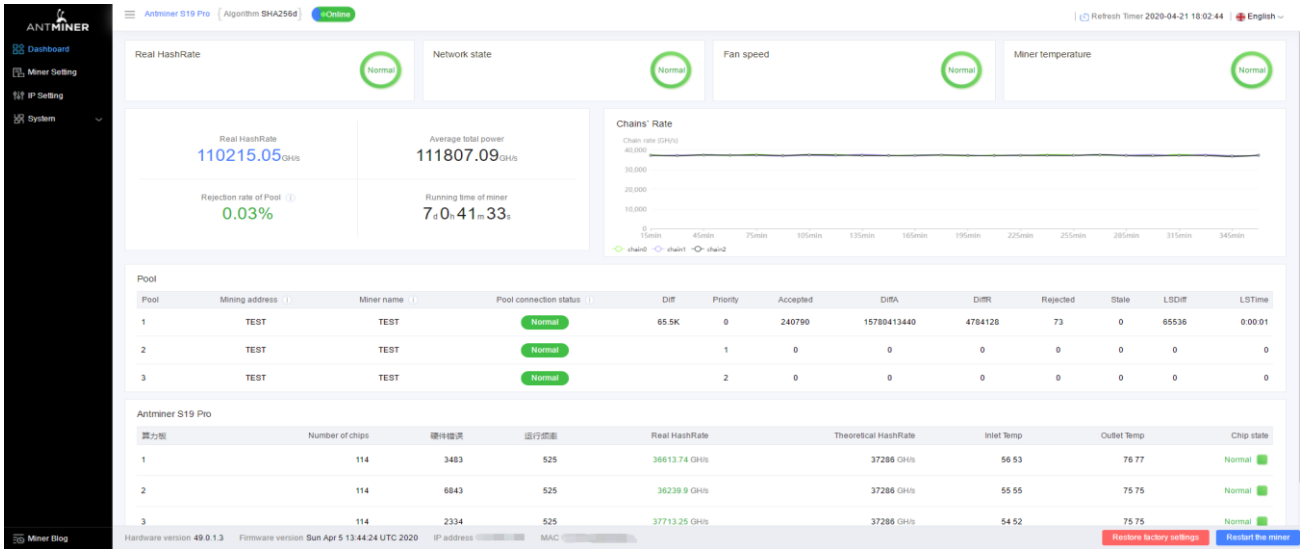 ANTMINER
Antminer S19 Pro Algorithm SHA256d Online
Refresh Timer 2020-04-21 18:02:44 English
Dashboard
Miner Setting
IP Setting
System
Miner Blog
Real HashRate Normal
Network state Normal
Fan speed Normal
Miner temperature Normal
Real HashRate
110215.05GH/s
Average total power
111807.09GH/s
Rejection rate of Pool
0.03%
Running time of miner
7d0h41m33s
Chains' Rate
Chain rate (GH/s)
40,000
30,000
20,000
10,000
0
15min 45min 75min 105min 135min 165min 195min 225min 255min 285min 315min 345min
chain0 chain1 chain2
Pool
Pool Mining address Miner name Pool connection status Diff Priority Accepted DiffA DiffR Rejected Stale LSDiff LSTime
1 TEST TEST Normal 65.5K 0 240790 15780413440 4784128 73 0 65536 0:00:01
2 TEST TEST Normal 1 0 0 0 0 0 0 0
3 TEST TEST Normal 2 0 0 0 0 0 0 0
Antminer S19 Pro
算力板 Number of chips 硬件错误 运行频率 Real HashRate Theoretical HashRate Inlet Temp Outlet Temp Chip state
1 114 3483 525 36613.74 GH/s 37286 GH/s 56 53 76 77 Normal
2 114 6843 525 36239.9 GH/s 37286 GH/s 55 55 75 75 Normal
3 114 2334 525 37713.25 GH/s 37286 GH/s 54 52 75 75 Normal
Hardware version 49.0.1.3 Firmware version Sun Apr 5 13:44:24 UTC 2020 IP address MAC
Restore factory settings Restart the miner